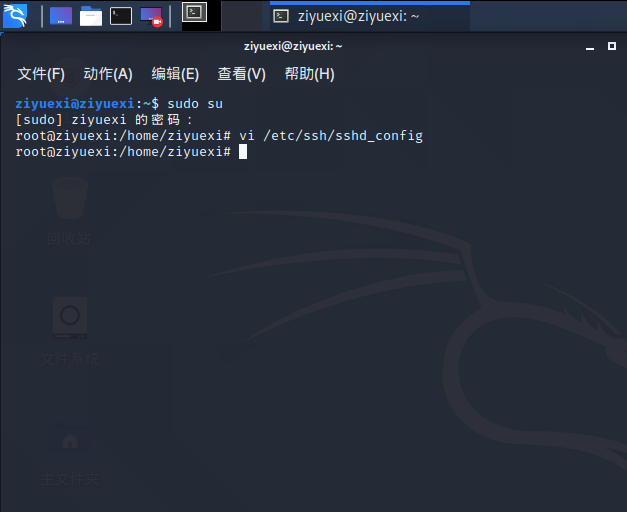 ziyuexi@ziyuexi: ~
ziyuexi@ziyuexi: ~
文件(F) 动作(A) 编辑(E) 查看(V) 帮助(H)
ziyuexi@ziyuexi:~$ sudo su
[sudo] ziyuexi 的密码：
root@ziyuexi:/home/ziyuexi# vi /etc/ssh/sshd_config
root@ziyuexi:/home/ziyuexi#
回收站
文件系统
主文件夹